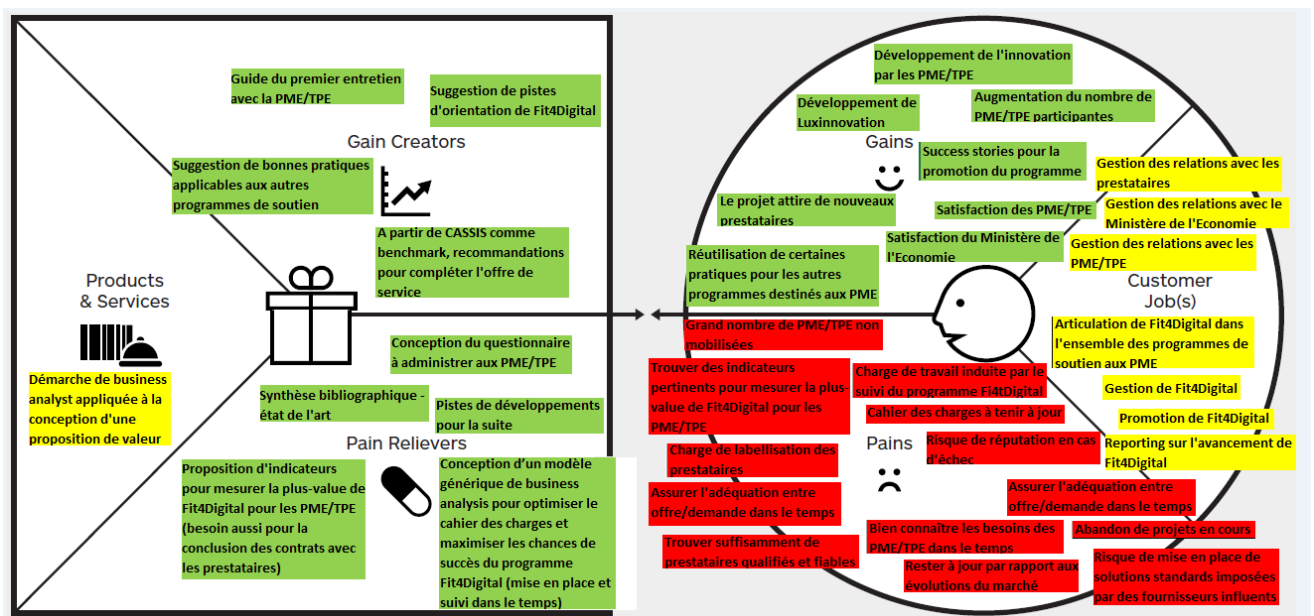 Guide du premier entretien
avec la PME/TPE
Suggestion de pistes
d'orientation de Fit4Digital
Gain Creators
Suggestion de bonnes pratiques
applicables aux autres
programmes de soutien
A partir de CASSIS comme
benchmark, recommandations
pour compléter l'offre de
service
Products
& Services
Démarche de business
analyst appliquée à la
conception d'une
proposition de valeur
Conception du questionnaire
à administrer aux PME/TPE
Synthèse bibliographique -
état de l'art
Pistes de développements
pour la suite
Pain Relievers
Proposition d'indicateurs
pour mesurer la plus-value de
Fit4Digital pour les PME/TPE
(besoin aussi pour la
conclusion des contrats avec
les prestataires)
Conception d’un modèle
générique de business
analysis pour optimiser le
cahier des charges et
maximiser les chances de
succès du programme
Fit4Digital (mise en place et
suivi dans le temps)
Développement de l'innovation
par les PME/TPE
Développement de
Luxinnovation
Augmentation du nombre de
PME/TPE participantes
Gains
Success stories pour la
promotion du programme
Le projet attire de nouveaux
prestataires
Satisfaction des PME/TPE
Satisfaction du Ministère de
l'Economie
Réutilisation de certaines
pratiques pour les autres
programmes destinés aux PME
Gestion des relations avec les
prestataires
Gestion des relations avec le
Ministère de l'Economie
Gestion des relations avec les
PME/TPE
Customer
Job(s)
Articulation de Fit4Digital dans
l'ensemble des programmes de
soutien aux PME
Gestion de Fit4Digital
Promotion de Fit4Digital
Reporting sur l'avancement de
Fit4Digital
Grand nombre de PME/TPE non
mobilisées
Trouver des indicateurs
pertinents pour mesurer la plus-
value de Fit4Digital pour les
PME/TPE
Charge de travail induite par le
suivi du programme Fi4tDigital
Cahier des charges à tenir à jour
Charge de labellisation des
prestataires
Pains
Risque de réputation en cas
d'échec
Assurer l'adéquation entre
offre/demande dans le temps
Assurer l'adéquation entre
offre/demande dans le temps
Trouver suffisamment de
prestataires qualifiés et fiables
Bien connaître les besoins des
PME/TPE dans le temps
Abandon de projets en cours
Rester à jour par rapport aux
évolutions du marché
Risque de mise en place de
solutions standards imposées
par des fournisseurs influents